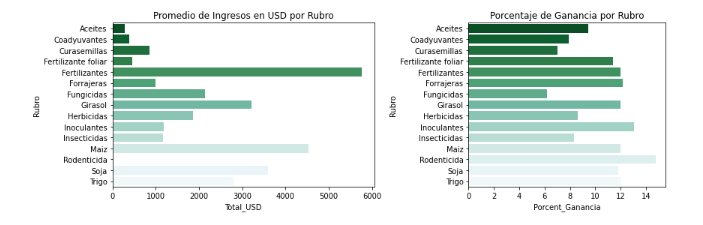 Promedio de Ingresos en USD por Rubro
Rubro
Aceites
Coadyuvantes
Curasemillas
Fertilizante foliar
Fertilizantes
Forrajeras
Fungicidas
Girasol
Herbicidas
Inoculantes
Insecticidas
Maiz
Rodenticida
Soja
Trigo
0 1000 2000 3000 4000 5000 6000
Total_USD
Porcentaje de Ganancia por Rubro
Rubro
Aceites
Coadyuvantes
Curasemillas
Fertilizante foliar
Fertilizantes
Forrajeras
Fungicidas
Girasol
Herbicidas
Inoculantes
Insecticidas
Maiz
Rodenticida
Soja
Trigo
0 2 4 6 8 10 12 14
Porcent_Ganancia